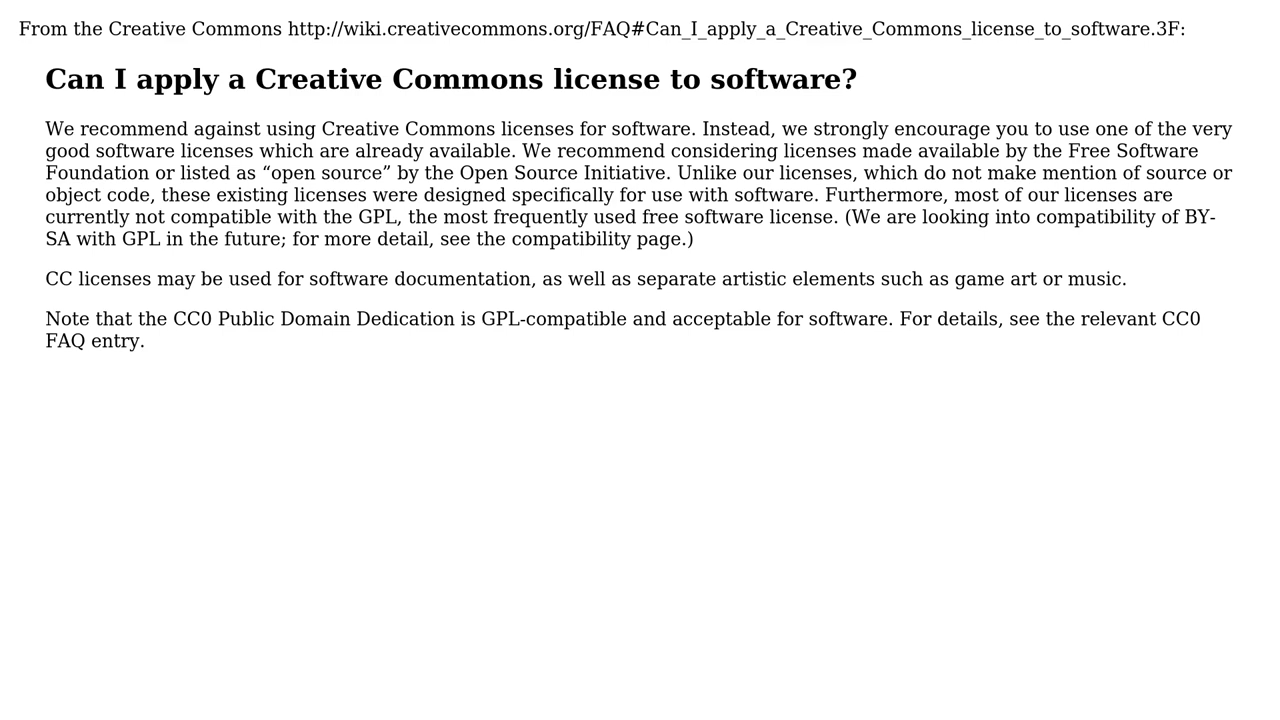 From the Creative Commons http://wiki.creativecommons.org/FAQ#Can_I_apply_a_Creative_Commons_license_to_software.3F:
Can I apply a Creative Commons license to software?
We recommend against using Creative Commons licenses for software. Instead, we strongly encourage you to use one of the very
good software licenses which are already available. We recommend considering licenses made available by the Free Software
Foundation or listed as “open source” by the Open Source Initiative. Unlike our licenses, which do not make mention of source or
object code, these existing licenses were designed specifically for use with software. Furthermore, most of our licenses are
currently not compatible with the GPL, the most frequently used free software license. (We are looking into compatibility of BY-
SA with GPL in the future; for more detail, see the compatibility page.)
CC licenses may be used for software documentation, as well as separate artistic elements such as game art or music.
Note that the CC0 Public Domain Dedication is GPL-compatible and acceptable for software. For details, see the relevant CC0
FAQ entry.